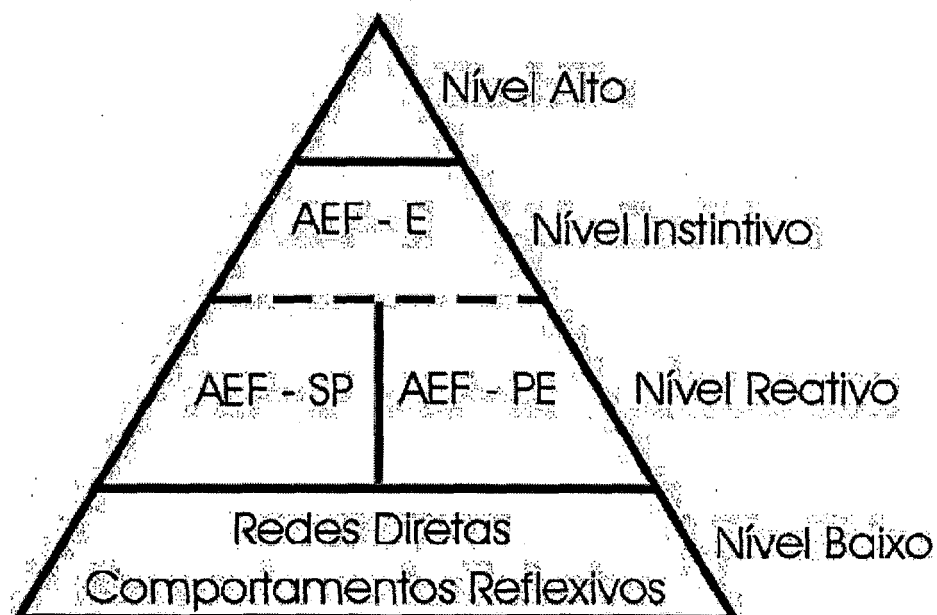 Nível Alto
AEF - E
Nível Instintivo
AEF - SP
AEF - PE
Nível Reativo
Redes Diretas
Nível Baixo
Comportamentos Reflexivos